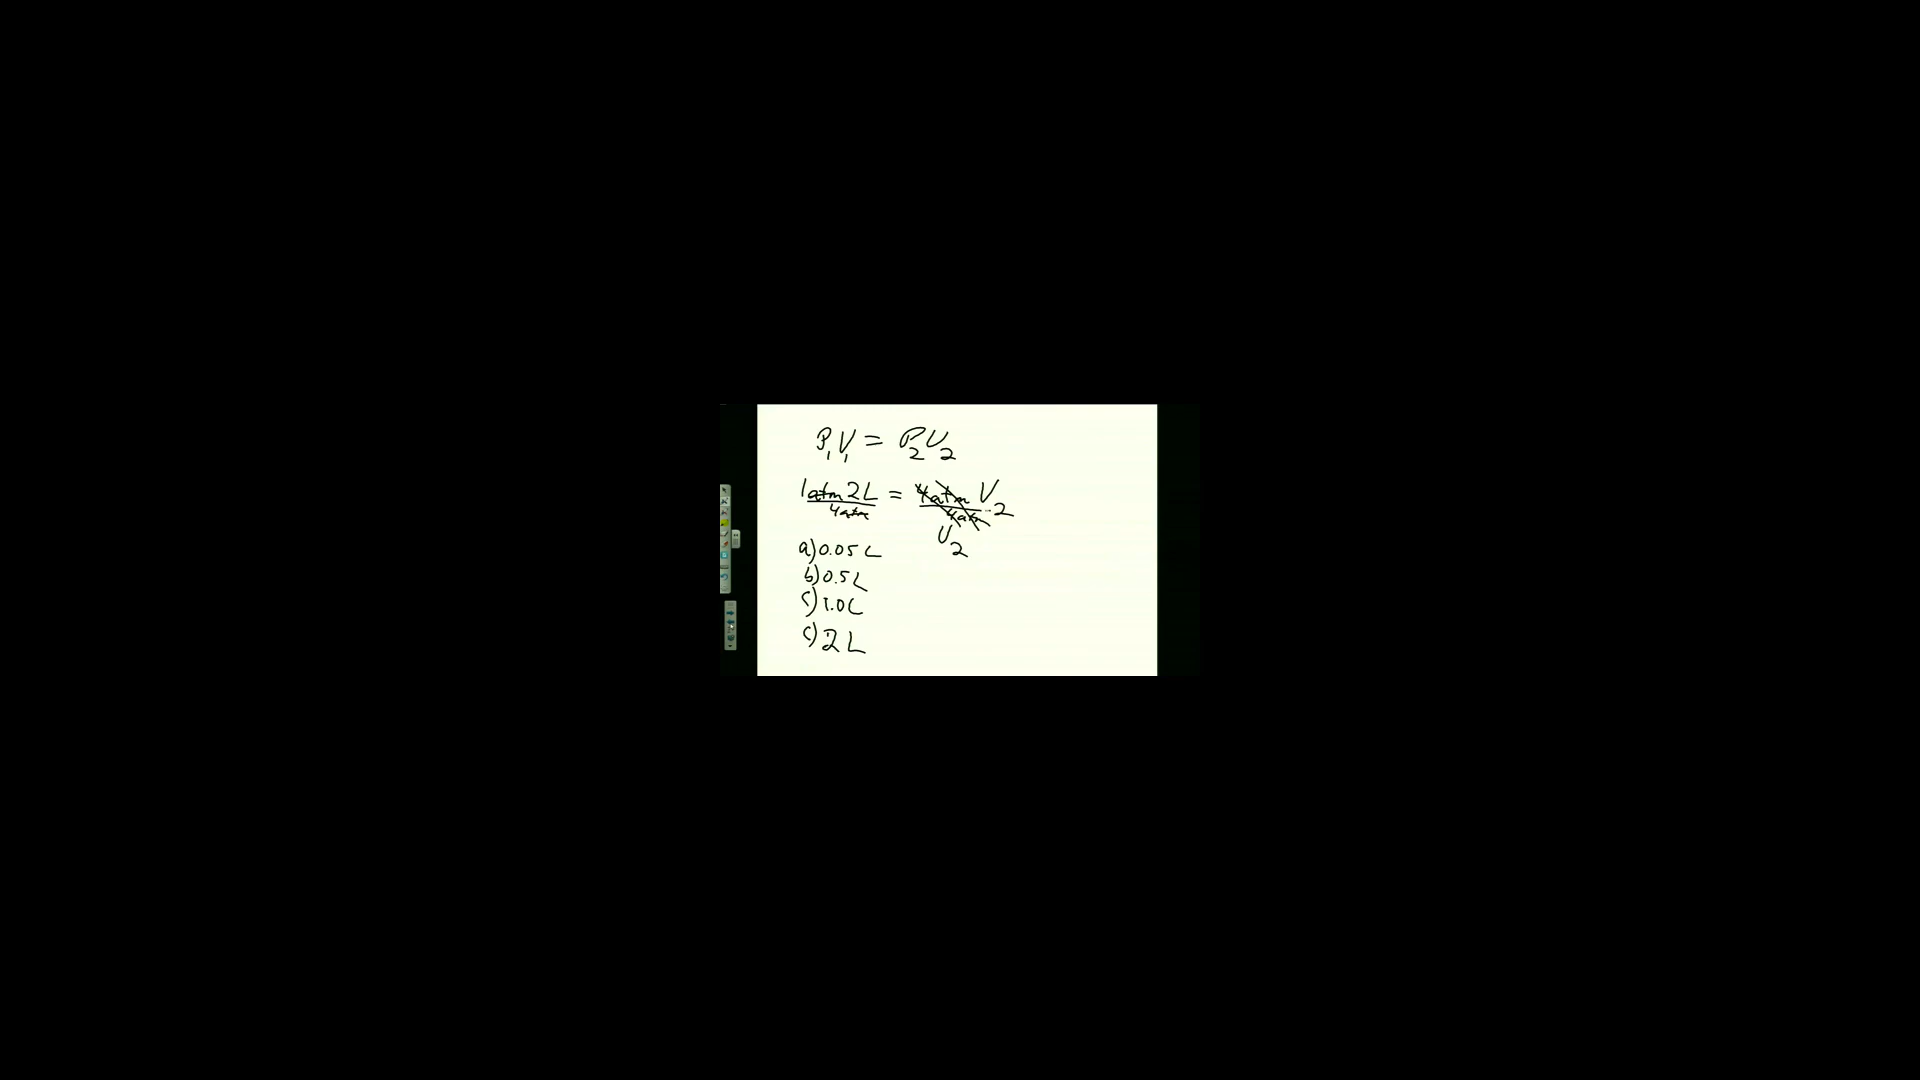 P₁V₁ = P₂V₂
1atm 2L = 4atm V₂
4atm 4atm
V₂
a) 0.05 L
b) 0.5 L
c) 1.0 L
c) 2 L